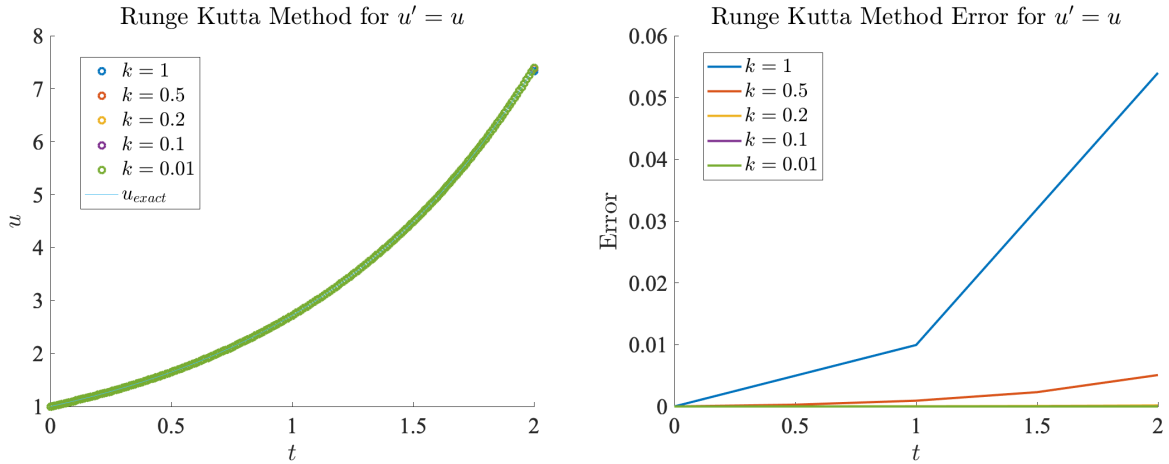 Runge Kutta Method for u′ = u
8
7
6
5
4
3
2
1
0
0.5
1
1.5
2
u
t
k = 1
k = 0.5
k = 0.2
k = 0.1
k = 0.01
u_exact
Runge Kutta Method Error for u′ = u
0.06
0.05
0.04
0.03
0.02
0.01
0
0
0.5
1
1.5
2
Error
t
k = 1
k = 0.5
k = 0.2
k = 0.1
k = 0.01